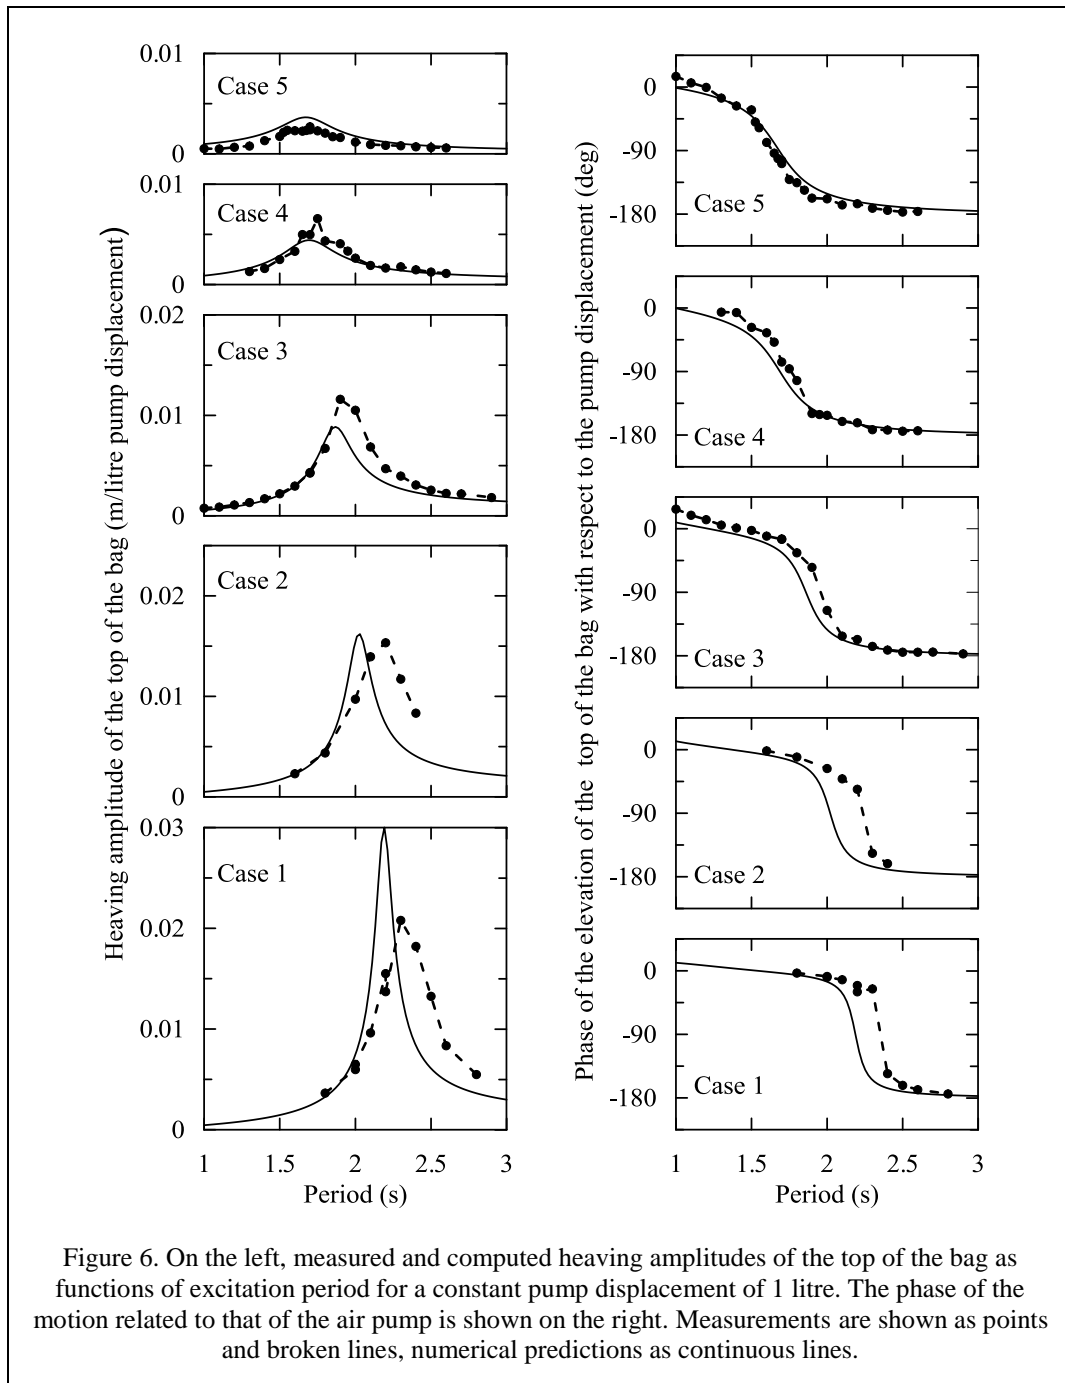 Heaving amplitude of the top of the bag (m/litre pump displacement)
0.01
Case 5
0
0.01
Case 4
0
0.02
Case 3
0.01
0
Case 2
0.02
0.01
0
0.03
Case 1
0.02
0.01
0
1 1.5 2 2.5 3
Period (s)
Phase of the elevation of the top of the bag with respect to the pump displacement (deg)
0
-90
-180
Case 5
0
-90
-180
Case 4
0
-90
-180
Case 3
0
-90
-180
Case 2
0
-90
-180
Case 1
1 1.5 2 2.5 3
Period (s)
Figure 6. On the left, measured and computed heaving amplitudes of the top of the bag as
functions of excitation period for a constant pump displacement of 1 litre. The phase of the
motion related to that of the air pump is shown on the right. Measurements are shown as points
and broken lines, numerical predictions as continuous lines.